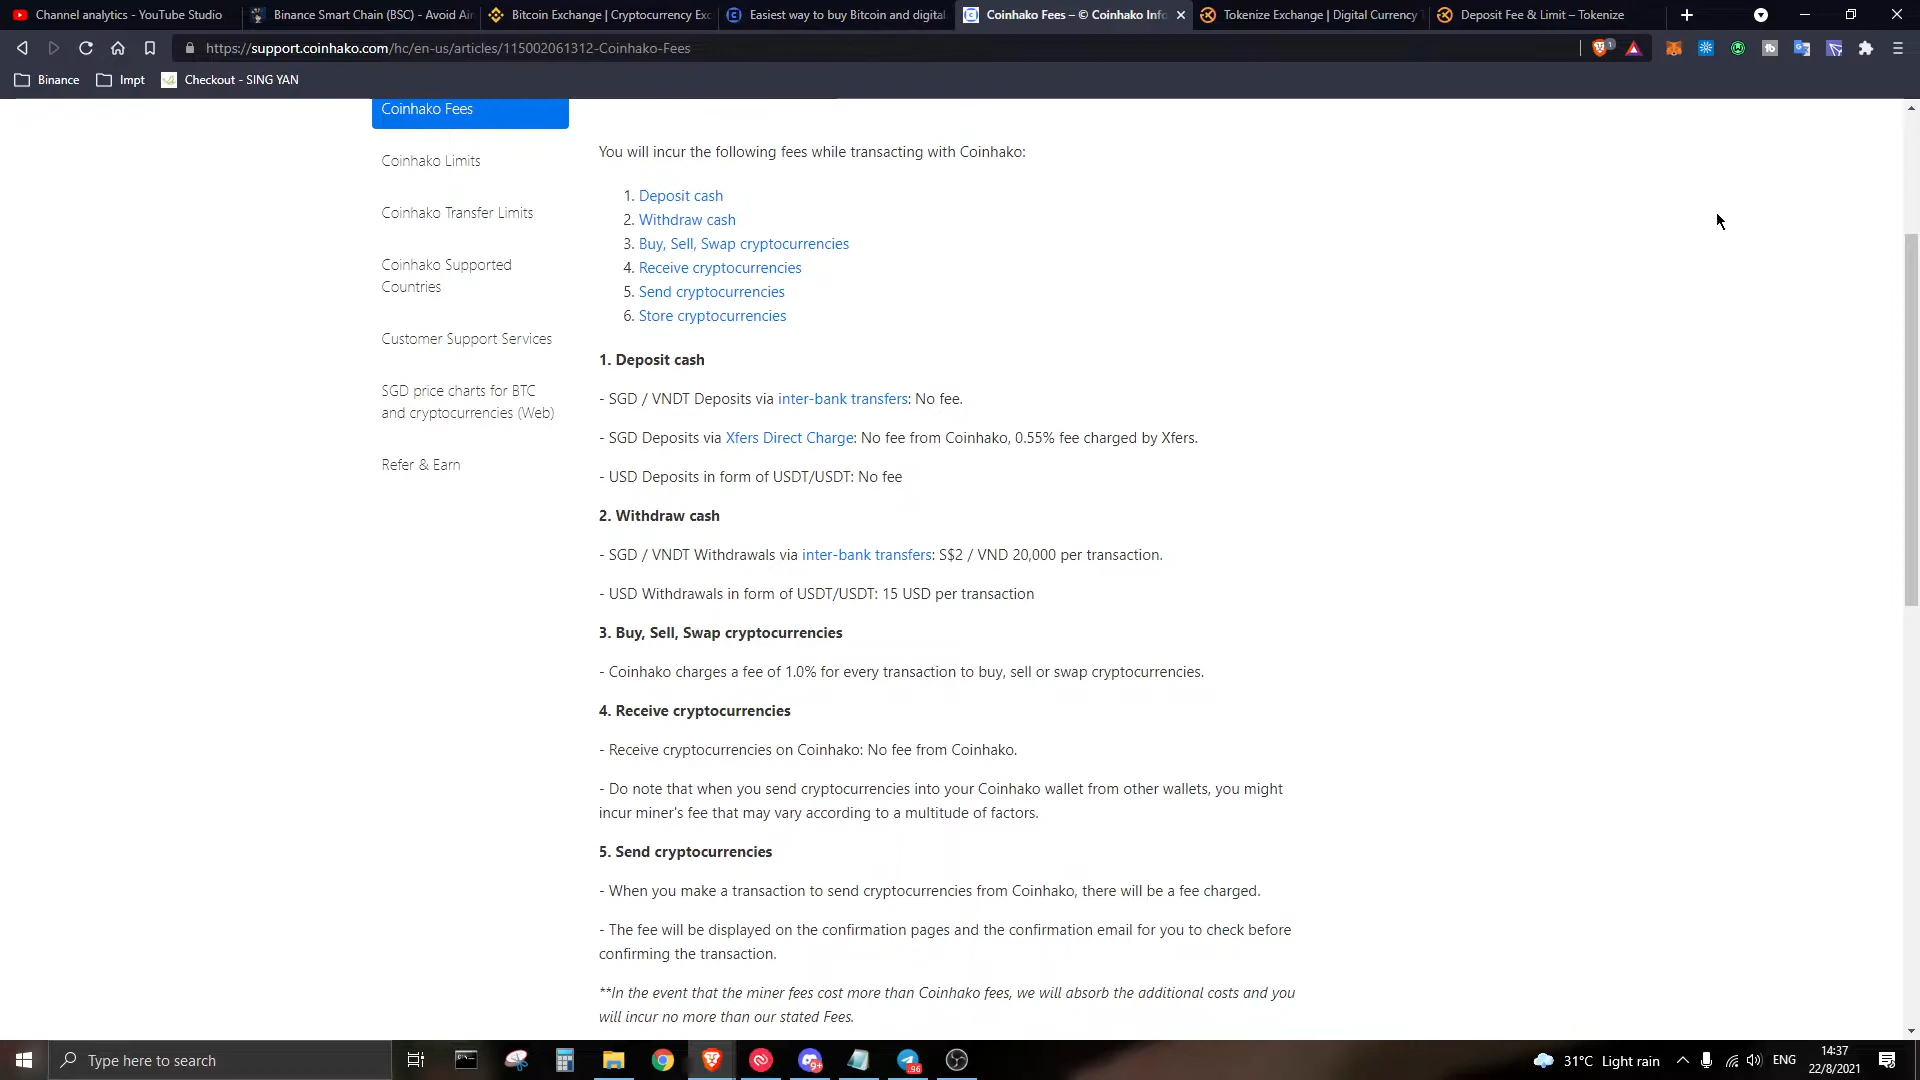 Channel analytics - YouTube Studio
Binance Smart Chain (BSC) - Avoid Air
Bitcoin Exchange | Cryptocurrency Exc
Easiest way to buy Bitcoin and digital
Coinhako Fees – © Coinhako Info
Tokenize Exchange | Digital Currency T
Deposit Fee & Limit – Tokenize
https://support.coinhako.com/hc/en-us/articles/115002061312-Coinhako-Fees
1
Binance
Impt
Checkout - SING YAN
Coinhako Fees
Coinhako Limits
Coinhako Transfer Limits
Coinhako Supported
Countries
Customer Support Services
SGD price charts for BTC
and cryptocurrencies (Web)
Refer & Earn
You will incur the following fees while transacting with Coinhako:
1. Deposit cash
2. Withdraw cash
3. Buy, Sell, Swap cryptocurrencies
4. Receive cryptocurrencies
5. Send cryptocurrencies
6. Store cryptocurrencies
1. Deposit cash
- SGD / VNDT Deposits via inter-bank transfers: No fee.
- SGD Deposits via Xfers Direct Charge: No fee from Coinhako, 0.55% fee charged by Xfers.
- USD Deposits in form of USDT/USDT: No fee
2. Withdraw cash
- SGD / VNDT Withdrawals via inter-bank transfers: S$2 / VND 20,000 per transaction.
- USD Withdrawals in form of USDT/USDT: 15 USD per transaction
3. Buy, Sell, Swap cryptocurrencies
- Coinhako charges a fee of 1.0% for every transaction to buy, sell or swap cryptocurrencies.
4. Receive cryptocurrencies
- Receive cryptocurrencies on Coinhako: No fee from Coinhako.
- Do note that when you send cryptocurrencies into your Coinhako wallet from other wallets, you might
incur miner's fee that may vary according to a multitude of factors.
5. Send cryptocurrencies
- When you make a transaction to send cryptocurrencies from Coinhako, there will be a fee charged.
- The fee will be displayed on the confirmation pages and the confirmation email for you to check before
confirming the transaction.
**In the event that the miner fees cost more than Coinhako fees, we will absorb the additional costs and you
will incur no more than our stated Fees.
Type here to search
9+
96
31°C Light rain
ENG
14:37
22/8/2021